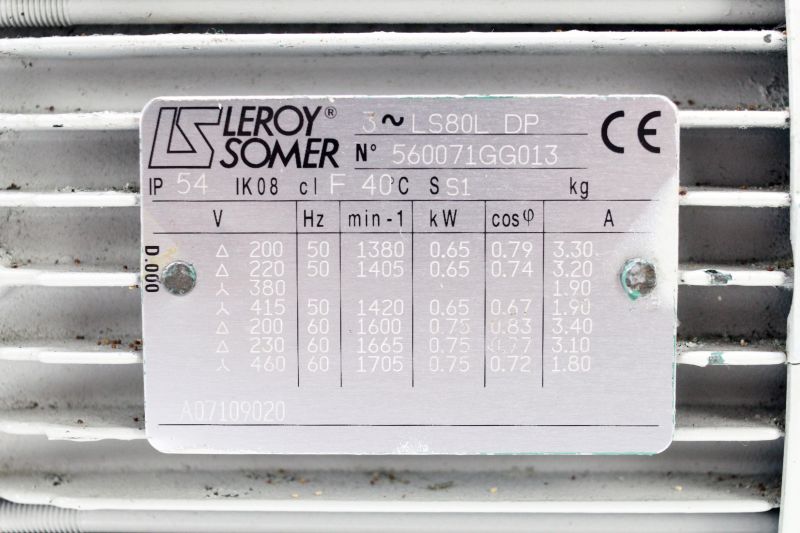 LEROY® 3 ~ LS80L DP CE
SOMER N° 560071GG013
IP 54 IK08 cl F 40°C S S1 kg
V Hz min-1 kW cosφ A
D.000
Δ 200 50 1380 0.65 0.79 3.30
Δ 220 50 1405 0.65 0.74 3.20
⅄ 380 1.90
⅄ 415 50 1420 0.65 0.67 1.90
Δ 200 60 1600 0.75 0.83 3.40
Δ 230 60 1665 0.75 0.77 3.10
⅄ 460 60 1705 0.75 0.72 1.80
A07109020